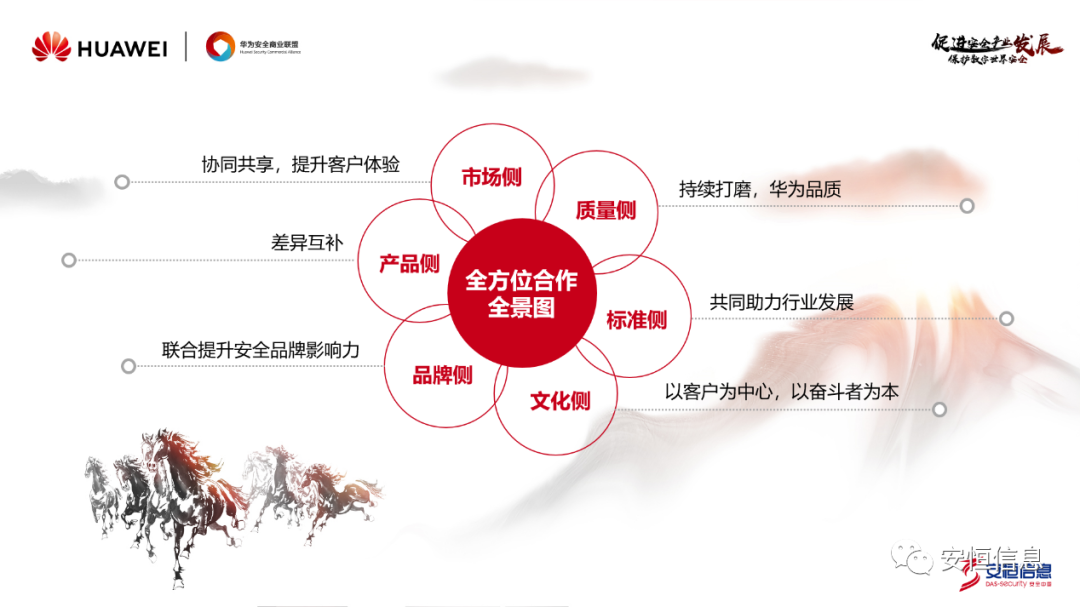 HUAWEI
华为安全商业联盟
Huawei Security Commercial Alliance
促进安全产业发展
保护数字世界安全
协同共享，提升客户体验
市场侧
质量侧
持续打磨，华为品质
差异互补
产品侧
全方位合作
全景图
标准侧
共同助力行业发展
联合提升安全品牌影响力
品牌侧
文化侧
以客户为中心，以奋斗者为本
安恒信息
安恒信息
DAS-security